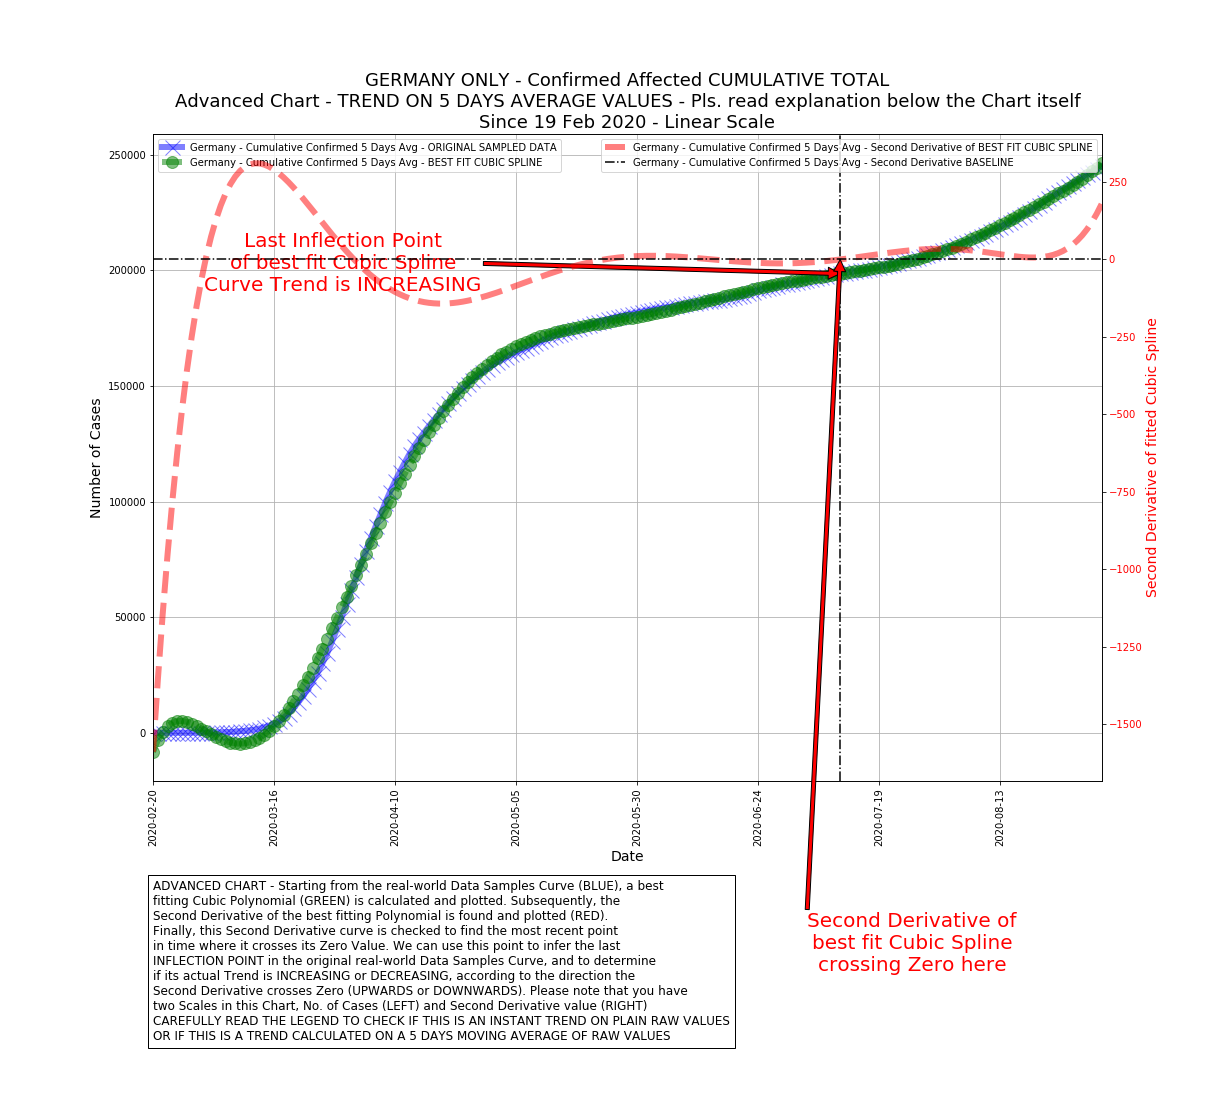 GERMANY ONLY - Confirmed Affected CUMULATIVE TOTAL
Advanced Chart - TREND ON 5 DAYS AVERAGE VALUES - Pls. read explanation below the Chart itself
Since 19 Feb 2020 - Linear Scale
Germany - Cumulative Confirmed 5 Days Avg - ORIGINAL SAMPLED DATA
Germany - Cumulative Confirmed 5 Days Avg - BEST FIT CUBIC SPLINE
Germany - Cumulative Confirmed 5 Days Avg - Second Derivative of BEST FIT CUBIC SPLINE
Germany - Cumulative Confirmed 5 Days Avg - Second Derivative BASELINE
250000
200000
150000
100000
50000
0
Number of Cases
Last Inflection Point
of best fit Cubic Spline
Curve Trend is INCREASING
250
0
−250
−500
−750
−1000
−1250
−1500
Second Derivative of fitted Cubic Spline
2020-02-20
2020-03-16
2020-04-10
2020-05-05
2020-05-30
2020-06-24
2020-07-19
2020-08-13
Date
ADVANCED CHART - Starting from the real-world Data Samples Curve (BLUE), a best
fitting Cubic Polynomial (GREEN) is calculated and plotted. Subsequently, the
Second Derivative of the best fitting Polynomial is found and plotted (RED).
Finally, this Second Derivative curve is checked to find the most recent point
in time where it crosses its Zero Value. We can use this point to infer the last
INFLECTION POINT in the original real-world Data Samples Curve, and to determine
if its actual Trend is INCREASING or DECREASING, according to the direction the
Second Derivative crosses Zero (UPWARDS or DOWNWARDS). Please note that you have
two Scales in this Chart, No. of Cases (LEFT) and Second Derivative value (RIGHT)
CAREFULLY READ THE LEGEND TO CHECK IF THIS IS AN INSTANT TREND ON PLAIN RAW VALUES
OR IF THIS IS A TREND CALCULATED ON A 5 DAYS MOVING AVERAGE OF RAW VALUES
Second Derivative of
best fit Cubic Spline
crossing Zero here